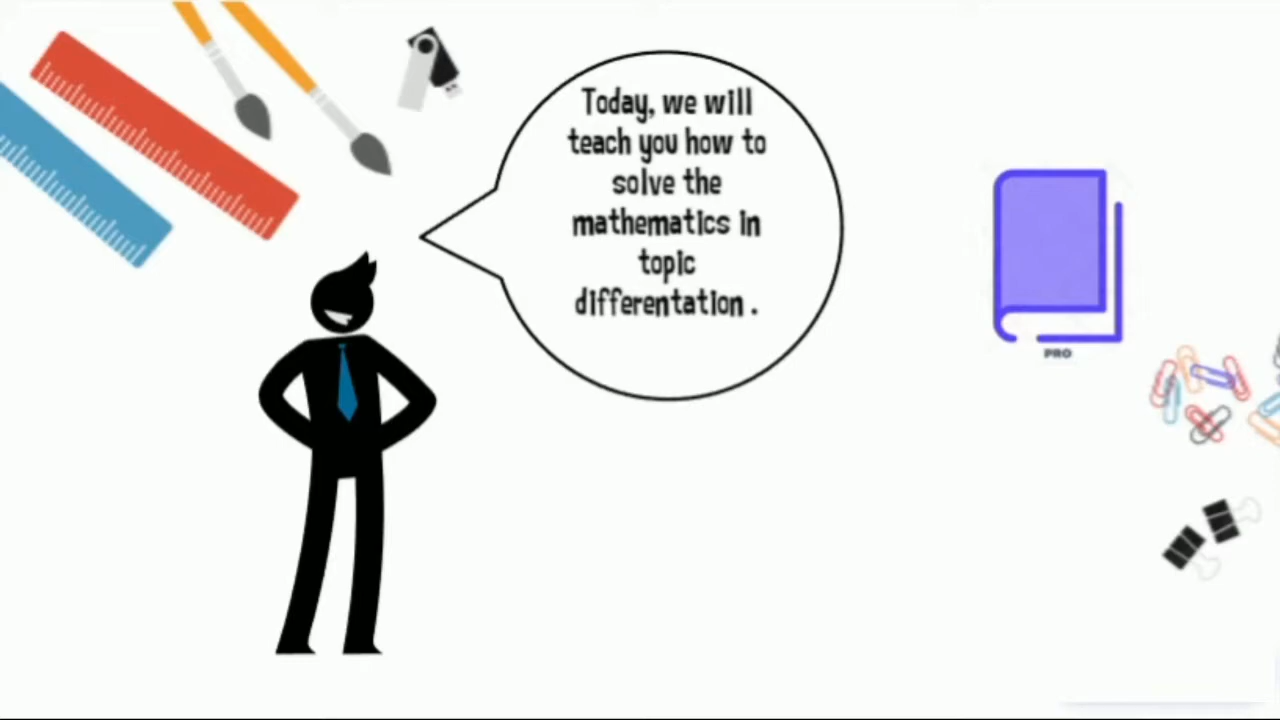 Today, we will
teach you how to
solve the
mathematics in
topic
differentation .
PRO